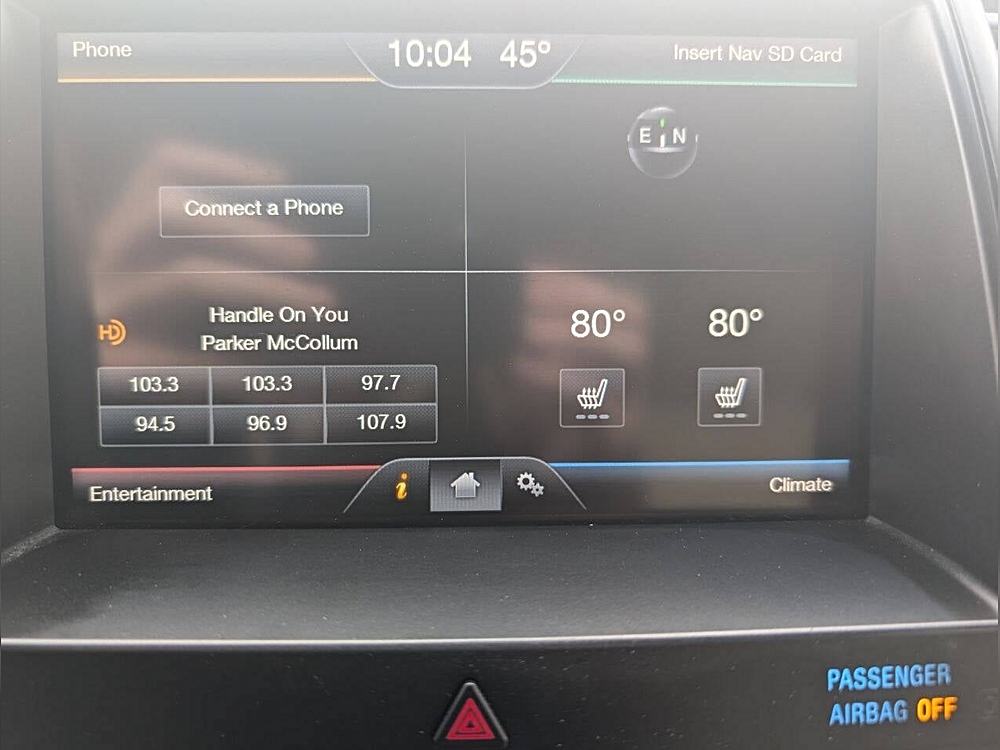 Phone
10:04 45°
Insert Nav SD Card
E N
Connect a Phone
HD
Handle On You
Parker McCollum
103.3 103.3 97.7
94.5 96.9 107.9
80° 80°
Entertainment
i
Climate
PASSENGER
AIRBAG OFF